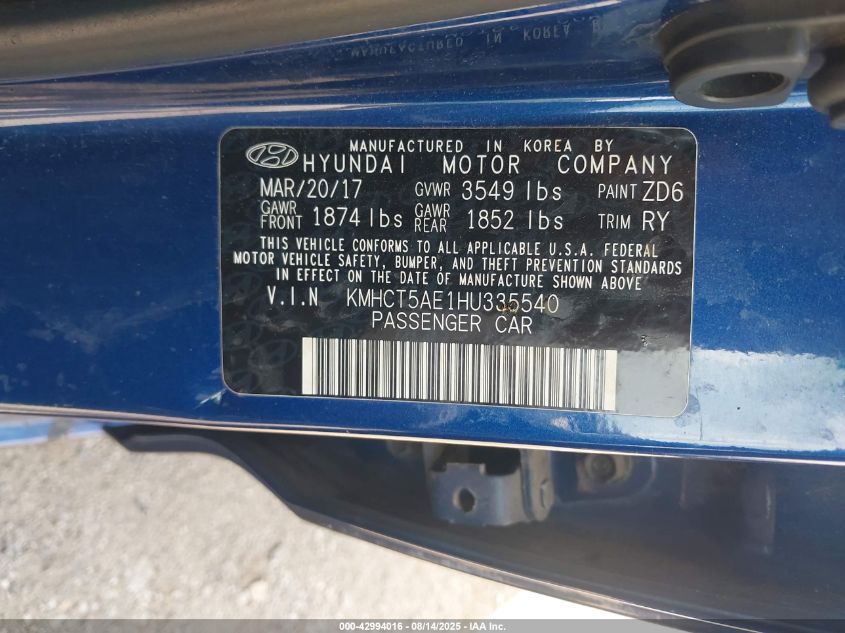 MANUFACTURED IN KOREA BY
HYUNDAI MOTOR COMPANY
MAR/20/17 GVWR 3549 lbs PAINT ZD6
GAWR FRONT 1874 lbs GAWR REAR 1852 lbs TRIM RY
THIS VEHICLE CONFORMS TO ALL APPLICABLE U.S.A. FEDERAL
MOTOR VEHICLE SAFETY, BUMPER, AND THEFT PREVENTION STANDARDS
IN EFFECT ON THE DATE OF MANUFACTURE SHOWN ABOVE
V.I.N KMHCT5AE1HU335540
PASSENGER CAR
000-42994016 - 08/14/2025 - IAA Inc.